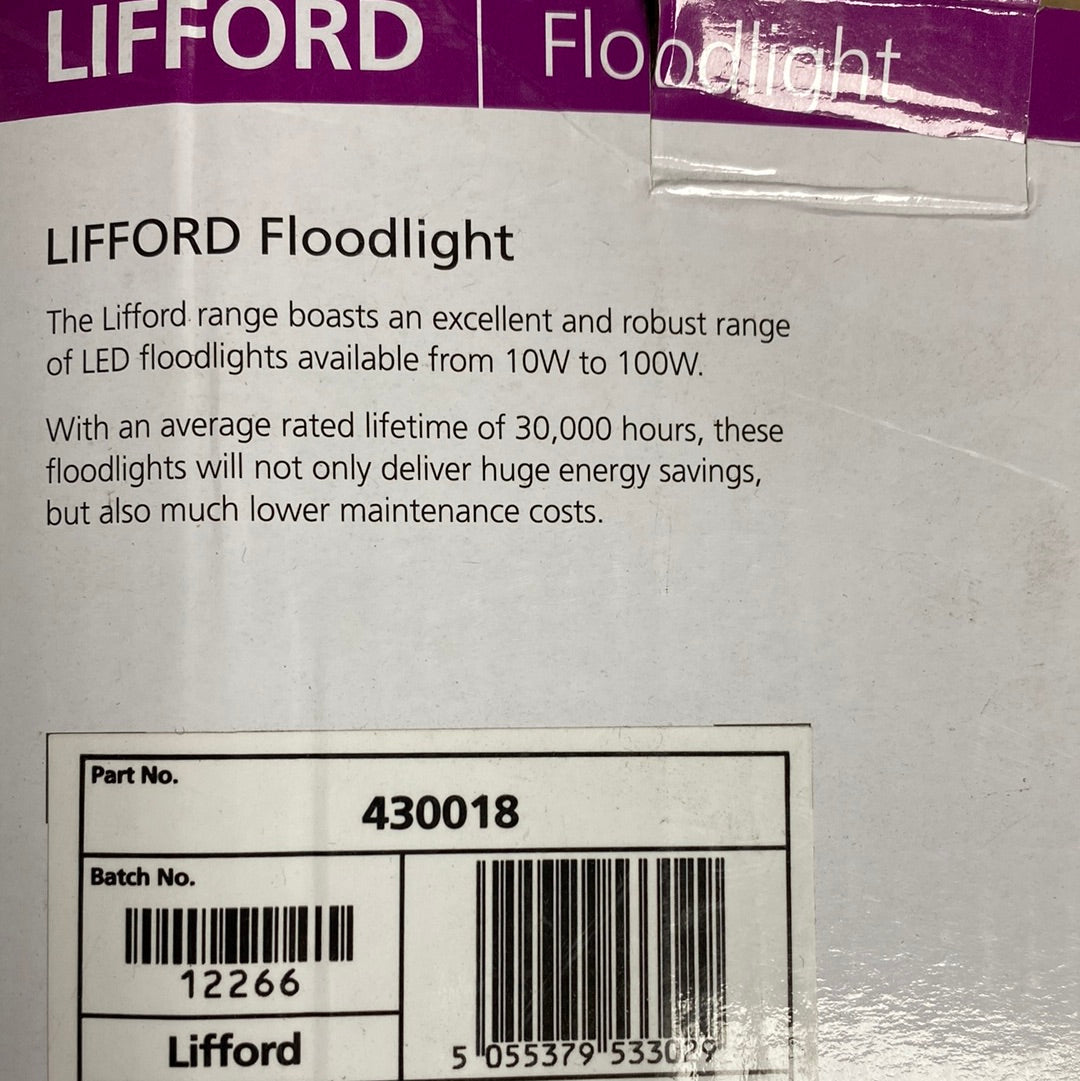 LIFFORD Floodlight
LIFFORD Floodlight
The Lifford range boasts an excellent and robust range
of LED floodlights available from 10W to 100W.
With an average rated lifetime of 30,000 hours, these
floodlights will not only deliver huge energy savings,
but also much lower maintenance costs.
Part No.
430018
Batch No.
12266
Lifford
5 055379 533029